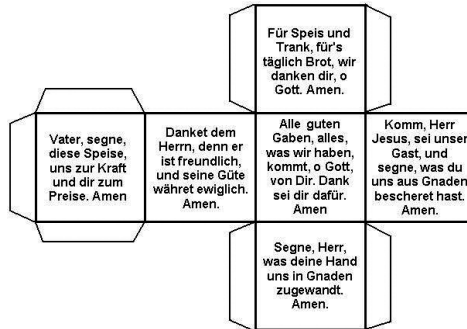 Für Speis und
Trank, für's
täglich Brot, wir
danken dir, o
Gott. Amen.
Vater, segne,
diese Speise,
uns zur Kraft
und dir zum
Preise. Amen
Danket dem
Herrn, denn er
ist freundlich,
und seine Güte
währet ewiglich.
Amen.
Alle guten
Gaben, alles,
was wir haben,
kommt, o Gott,
von Dir. Dank
sei dir dafür.
Amen
Komm, Herr
Jesus, sei unser
Gast, und
segne, was du
uns aus Gnaden
bescheret hast.
Amen.
Segne, Herr,
was deine Hand
uns in Gnaden
zugewandt.
Amen.